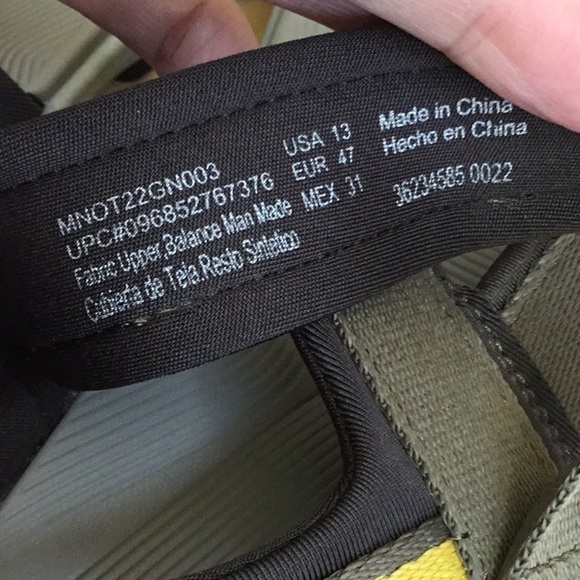 MNOT22GN003
UPC#096852767376
Fabric Upper Balance Man Made
Cubierta de Tela Resto Sintetico
USA 13
EUR 47
MEX 31
Made in China
Hecho en China
36234585 0022